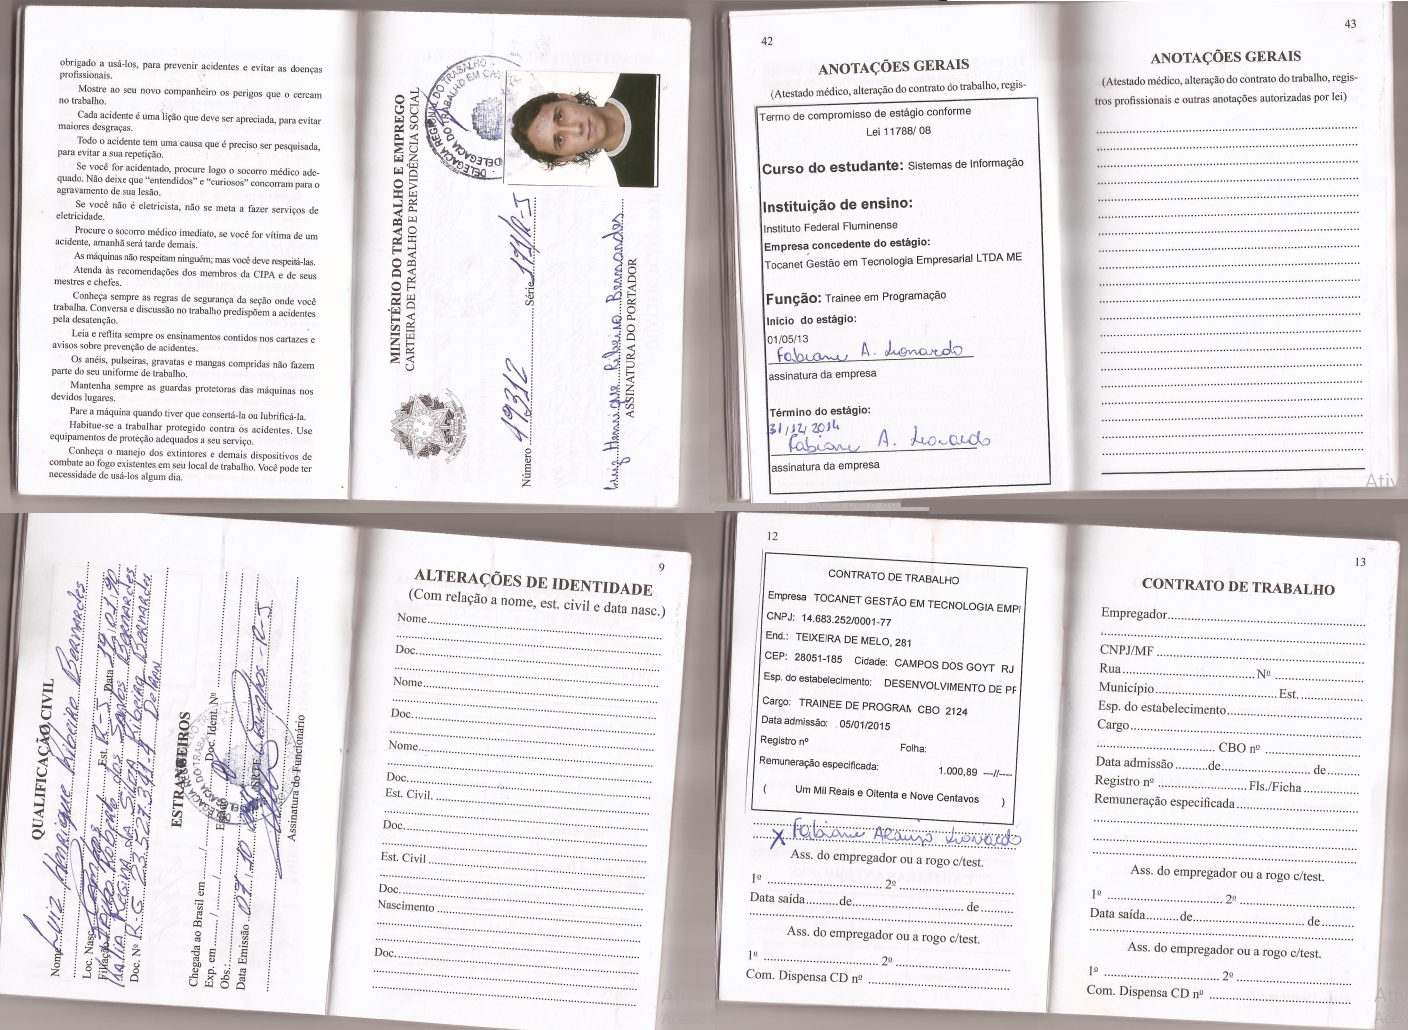 obrigado a usá-los, para prevenir acidentes e evitar as doenças
profissionais.
Mostre ao seu novo companheiro os perigos que o cercam
no trabalho.
Cada acidente é uma lição que deve ser apreciada, para evitar
maiores desgraças.
Todo o acidente tem uma causa que é preciso ser pesquisada,
para evitar a sua repetição.
Se você for acidentado, procure logo o socorro médico ade-
quado. Não deixe que "entendidos" e "curiosos" concorram para o
agravamento de sua lesão.
Se você não é eletricista, não se meta a fazer serviços de
eletricidade.
Procure o socorro médico imediato, se você for vítima de um
acidente, amanhã será tarde demais.
As máquinas não respeitam ninguém; mas você deve respeitá-las.
Atenda às recomendações dos membros da CIPA e de seus
mestres e chefes.
Conheça sempre as regras de segurança da seção onde você
trabalha. Conversa e discussão no trabalho predispõem a acidentes
pela desatenção.
Leia e reflita sempre os ensinamentos contidos nos cartazes e
avisos sobre prevenção de acidentes.
Os anéis, pulseiras, gravatas e mangas compridas não fazem
parte do seu uniforme de trabalho.
Mantenha sempre as guardas protetoras das máquinas nos
devidos lugares.
Pare a máquina quando tiver que consertá-la ou lubrificá-la.
Habitue-se a trabalhar protegido contra os acidentes. Use
equipamentos de proteção adequados a seu serviço.
Conheça o manejo dos extintores e demais dispositivos de
combate ao fogo existentes em seu local de trabalho. Você pode ter
necessidade de usá-los algum dia.
MINISTÉRIO DO TRABALHO E EMPREGO
CARTEIRA DE TRABALHO E PREVIDÊNCIA SOCIAL
DELEGACIA REGIONAL DO TRABALHO
DELEGACIA DO TRABALHO EM
Número 49312 Série 171/R-J
Luiz Henrique Ribeiro Bernardes
ASSINATURA DO PORTADOR
42
ANOTAÇÕES GERAIS
(Atestado médico, alteração do contrato do trabalho, regis-
Termo de compromisso de estágio conforme
Lei 11788/ 08
Curso do estudante: Sistemas de Informação
Instituição de ensino:
Instituto Federal Fluminense
Empresa concedente do estágio:
Tocanet Gestão em Tecnologia Empresarial LTDA ME
Função: Trainee em Programação
Início do estágio:
01/05/13
Fabiane A. Leonardo
assinatura da empresa
Término do estágio:
31/12/2014
Fabiane A. Leonardo
assinatura da empresa
43
ANOTAÇÕES GERAIS
(Atestado médico, alteração do contrato do trabalho, regis-
tros profissionais e outras anotações autorizadas por lei)
Ativ
QUALIFICAÇÃO CIVIL
Nome Luiz Henrique Ribeiro Bernardes
Loc. Nasc. Campos Est. R-J Data 19.01.90
Filiação João Roberto dos Santos Bernardes
Kátia Regina da Silva Ribeiro Bernardes
Doc. Nº R.G 23.527.371-4 Detran
ESTRANGEIROS
Chegada ao Brasil em / / Doc. Ident. Nº
Exp. em / /
Obs.:
Data Emissão 07.10 Campos-R-J
Assinatura do Funcionário
9
ALTERAÇÕES DE IDENTIDADE
(Com relação a nome, est. civil e data nasc.)
Nome
Doc.
Nome
Doc.
Nome
Doc.
Est. Civil.
Doc.
Est. Civil
Doc.
Nascimento
Doc.
12
CONTRATO DE TRABALHO
Empresa TOCANET GESTÃO EM TECNOLOGIA EMPI
CNPJ: 14.683.252/0001-77
End.: TEIXEIRA DE MELO, 281
CEP: 28051-185 Cidade: CAMPOS DOS GOYT RJ
Esp. do estabelecimento: DESENVOLVIMENTO DE PF
Cargo: TRAINEE DE PROGRAM CBO 2124
Data admissão: 05/01/2015
Registro nº Folha:
Remuneração especificada: 1.000,89 ---//----
( Um Mil Reais e Oitenta e Nove Centavos )
X Fabiane Araujo Leonardo
Ass. do empregador ou a rogo c/test.
1º 2º
Data saída de de
Ass. do empregador ou a rogo c/test.
1º 2º
Com. Dispensa CD nº
13
CONTRATO DE TRABALHO
Empregador
CNPJ/MF
Rua Nº
Município Est.
Esp. do estabelecimento
Cargo
CBO nº
Data admissão de de
Registro nº Fls./Ficha
Remuneração especificada
Ass. do empregador ou a rogo c/test.
1º 2º
Data saída de de
Ass. do empregador ou a rogo c/test.
1º 2º
Com. Dispensa CD nº